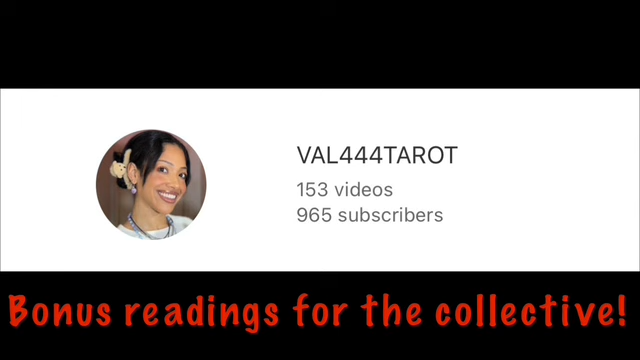 VAL444TAROT
153 videos
965 subscribers
Bonus readings for the collective!